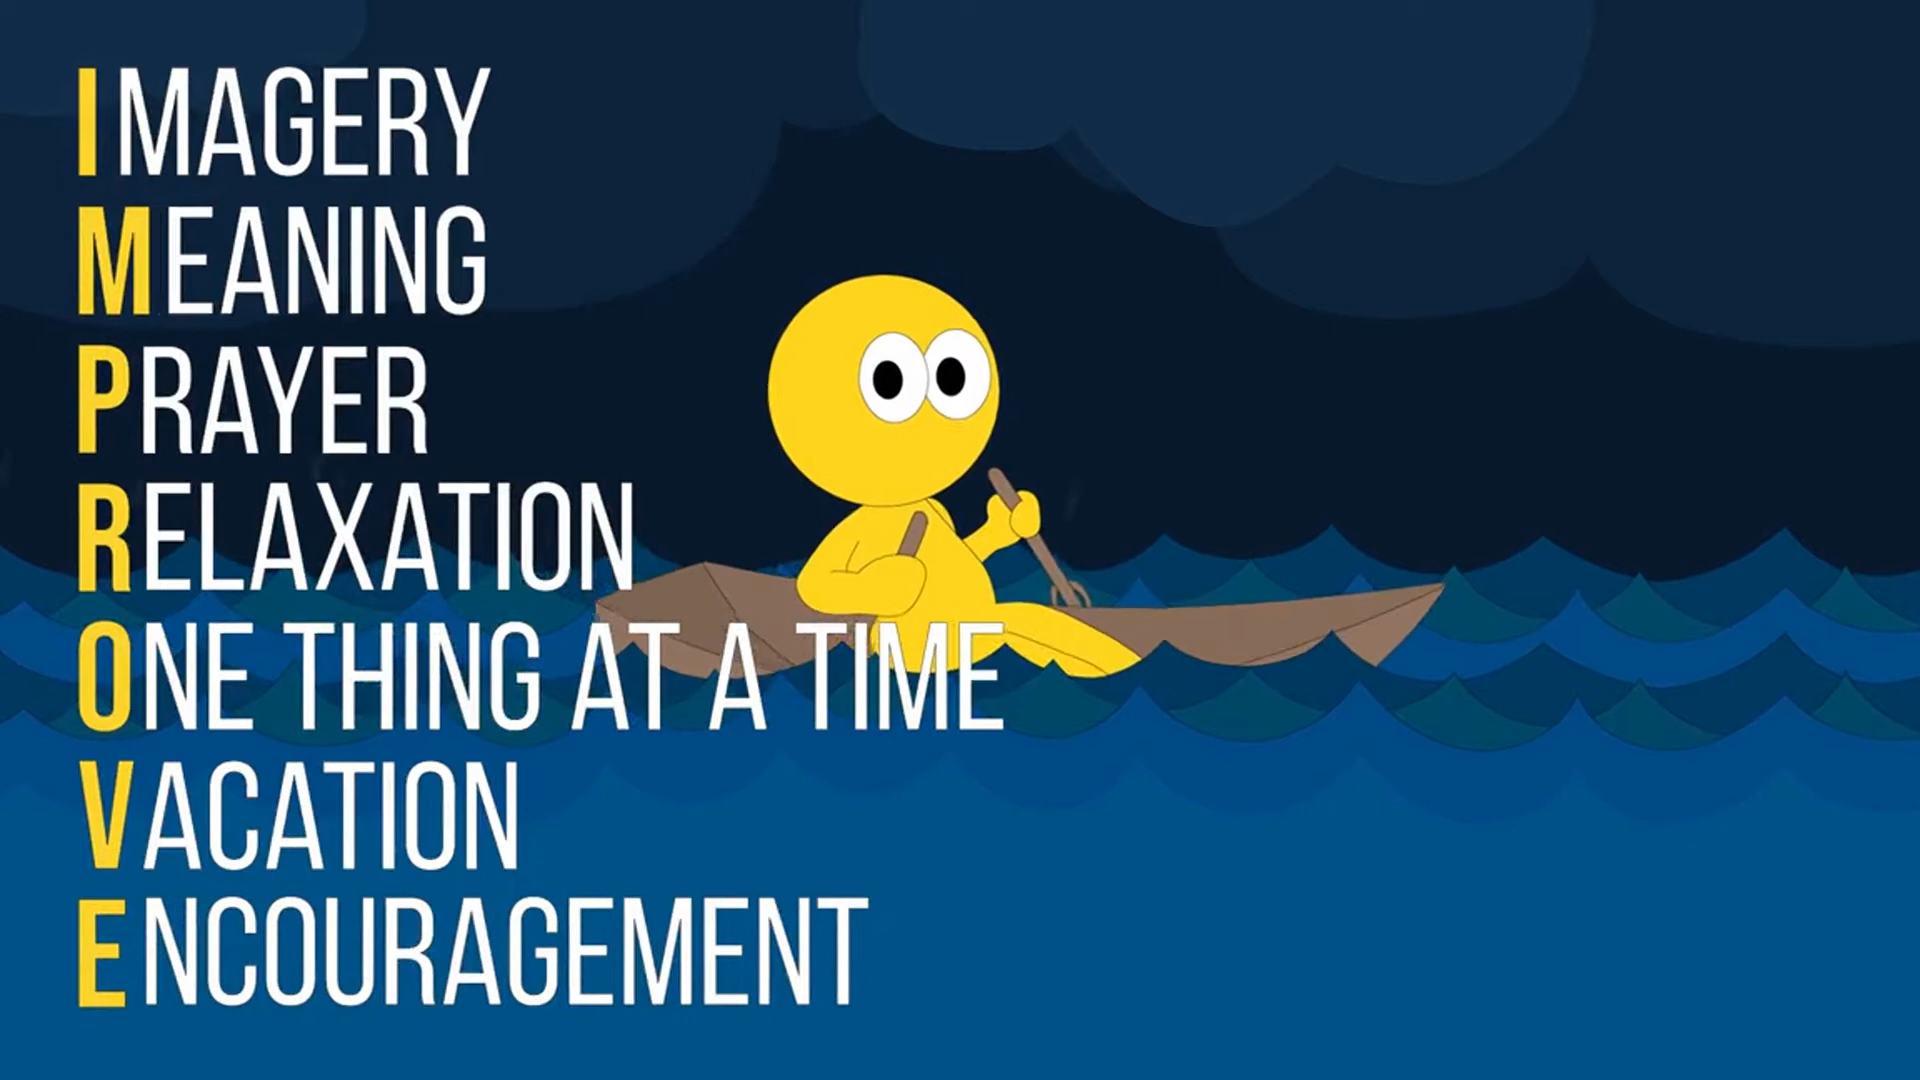 IMAGERY
MEANING
PRAYER
RELAXATION
ONE THING AT A TIME
VACATION
ENCOURAGEMENT